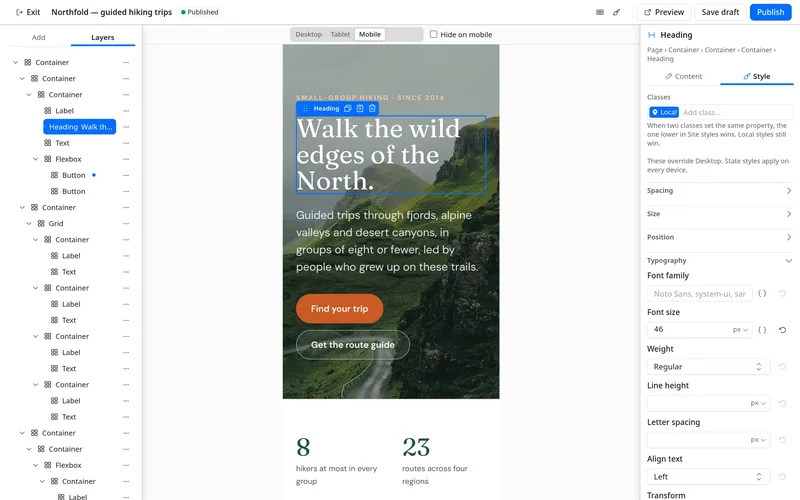 Exit
Northfold — guided hiking trips
Published
Preview
Save draft
Publish
Add
Layers
Container
Container
Container
Label
Heading Walk th...
Text
Flexbox
Button
Button
Container
Grid
Container
Label
Text
Container
Label
Text
Container
Label
Text
Container
Label
Text
Container
Container
Flexbox
Container
Label
Desktop
Tablet
Mobile
Hide on mobile
SMALL-GROUP HIKING · SINCE 2014
Heading
Walk the wild
edges of the
North.
Guided trips through fjords, alpine
valleys and desert canyons, in
groups of eight or fewer, led by
people who grew up on these trails.
Find your trip
Get the route guide
8
hikers at most in every
group
23
routes across four
regions
Heading
Page › Container › Container › Container ›
Heading
Content
Style
Classes
Local
Add class...
When two classes set the same property, the
one lower in Site styles wins. Local styles still
win.
These override Desktop. State styles apply on
every device.
Spacing
Size
Position
Typography
Font family
Noto Sans, system-ui, sar
{ }
Font size
46
px
{ }
Weight
Regular
Line height
px
Letter spacing
px
Align text
Left
Transform